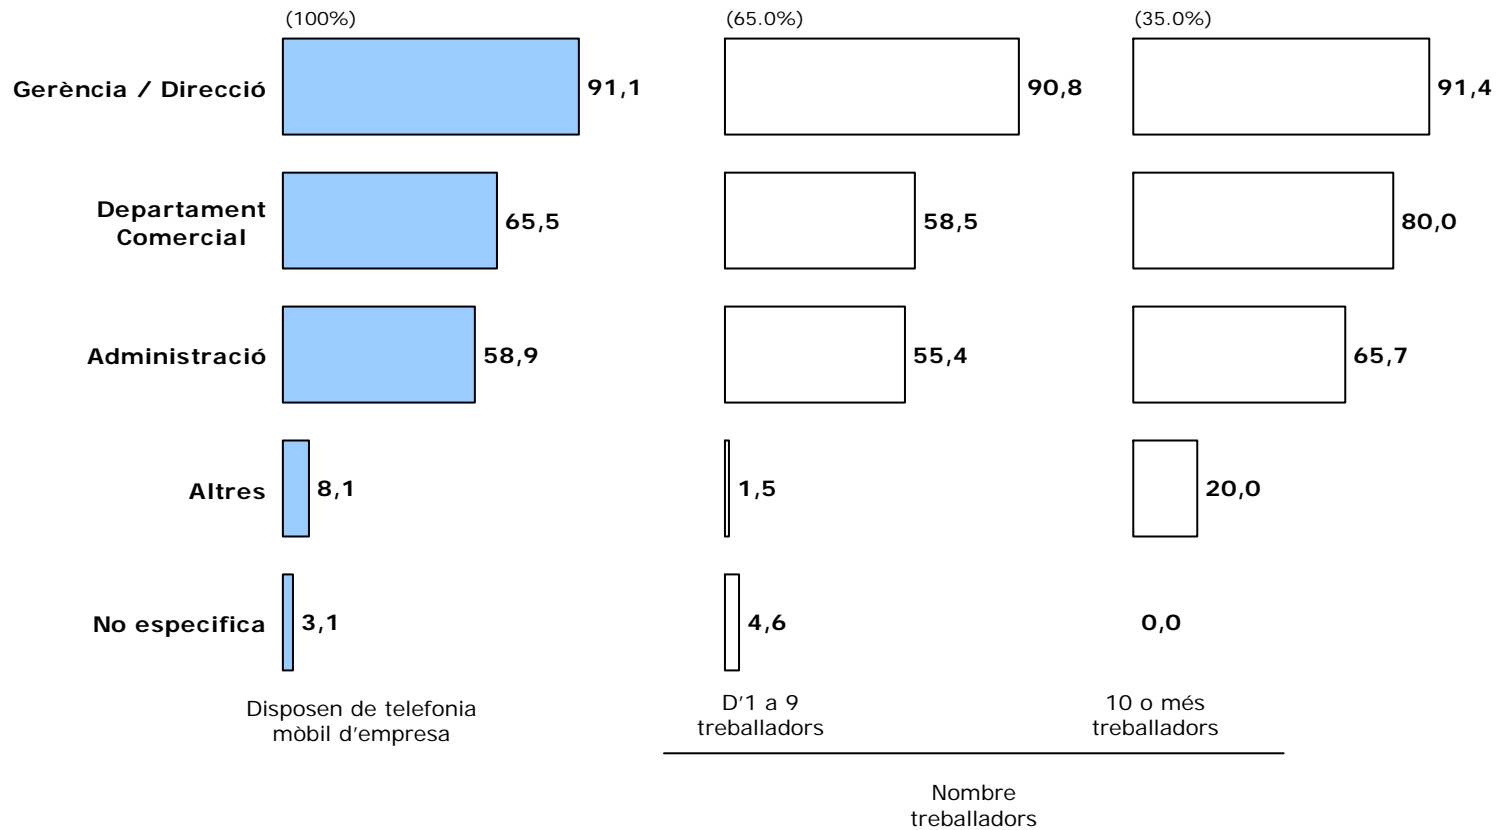 (100%) (65.0%) (35.0%)
Gerència / Direcció 91,1 90,8 91,4
Departament
Comercial 65,5 58,5 80,0
Administració 58,9 55,4 65,7
Altres 8,1 1,5 20,0
No especifica 3,1 4,6 0,0
Disposen de telefonia
mòbil d'empresa
D'1 a 9
treballadors
10 o més
treballadors
Nombre
treballadors